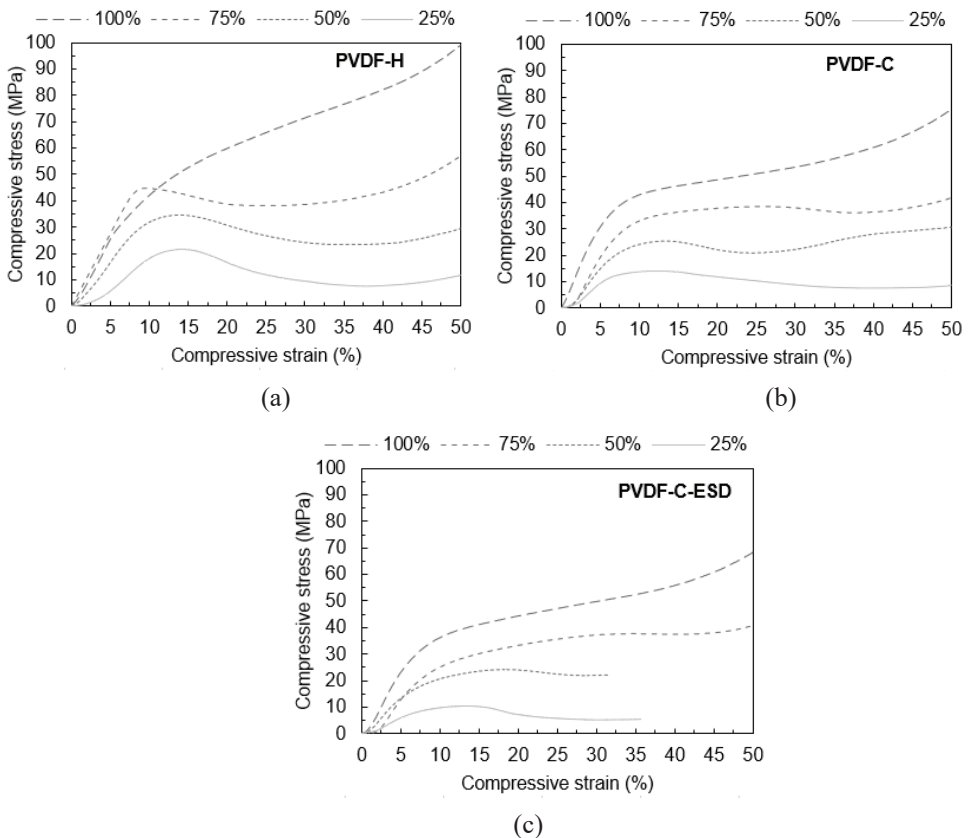 100% 75% 50% 25%
100
90
80
70
60
50
40
30
20
10
0
Compressive stress (MPa)
PVDF-H
0 5 10 15 20 25 30 35 40 45 50
Compressive strain (%)
(a)
100% 75% 50% 25%
100
90
80
70
60
50
40
30
20
10
0
Compressive stress (MPa)
PVDF-C
0 5 10 15 20 25 30 35 40 45 50
Compressive strain (%)
(b)
100% 75% 50% 25%
100
90
80
70
60
50
40
30
20
10
0
Compressive stress (MPa)
PVDF-C-ESD
0 5 10 15 20 25 30 35 40 45 50
Compressive strain (%)
(c)